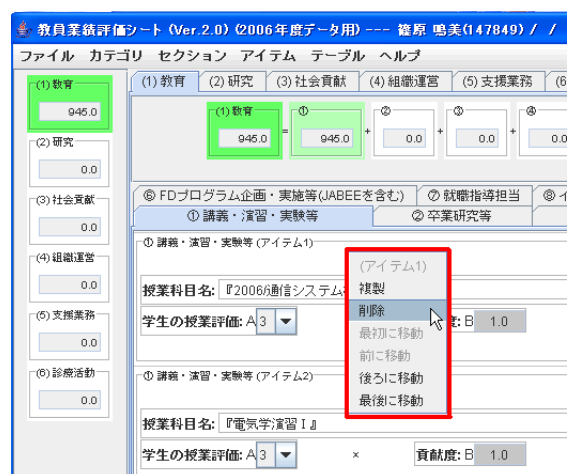 教員業績評価シート (Ver.2.0) (2006年度データ用) --- 篠原 鳴美(147849) / /
ファイル カテゴリ セクション アイテム テーブル ヘルプ
(1) 教育
945.0
(2) 研究
0.0
(3) 社会貢献
0.0
(4) 組織運営
0.0
(5) 支援業務
0.0
(6) 診療活動
0.0
(1) 教育 (2) 研究 (3) 社会貢献 (4) 組織運営 (5) 支援業務 (6
(1) 教育 ① ② ③ ④
945.0 = 945.0 + 0.0 + 0.0 + 0.0
⑥ FDプログラム企画・実施等(JABEEを含む) ⑦ 就職指導担当 ⑧
① 講義・演習・実験等 ② 卒業研究等
① 講義・演習・実験等 (アイテム1)
授業科目名: 『2006通信システム
学生の授業評価: A 3 度: B 1.0
(アイテム1)
複製
削除
最初に移動
前に移動
後ろに移動
最後に移動
① 講義・演習・実験等 (アイテム2)
授業科目名: 『電気学演習Ⅰ』
学生の授業評価: A 3 × 貢献度: B 1.0